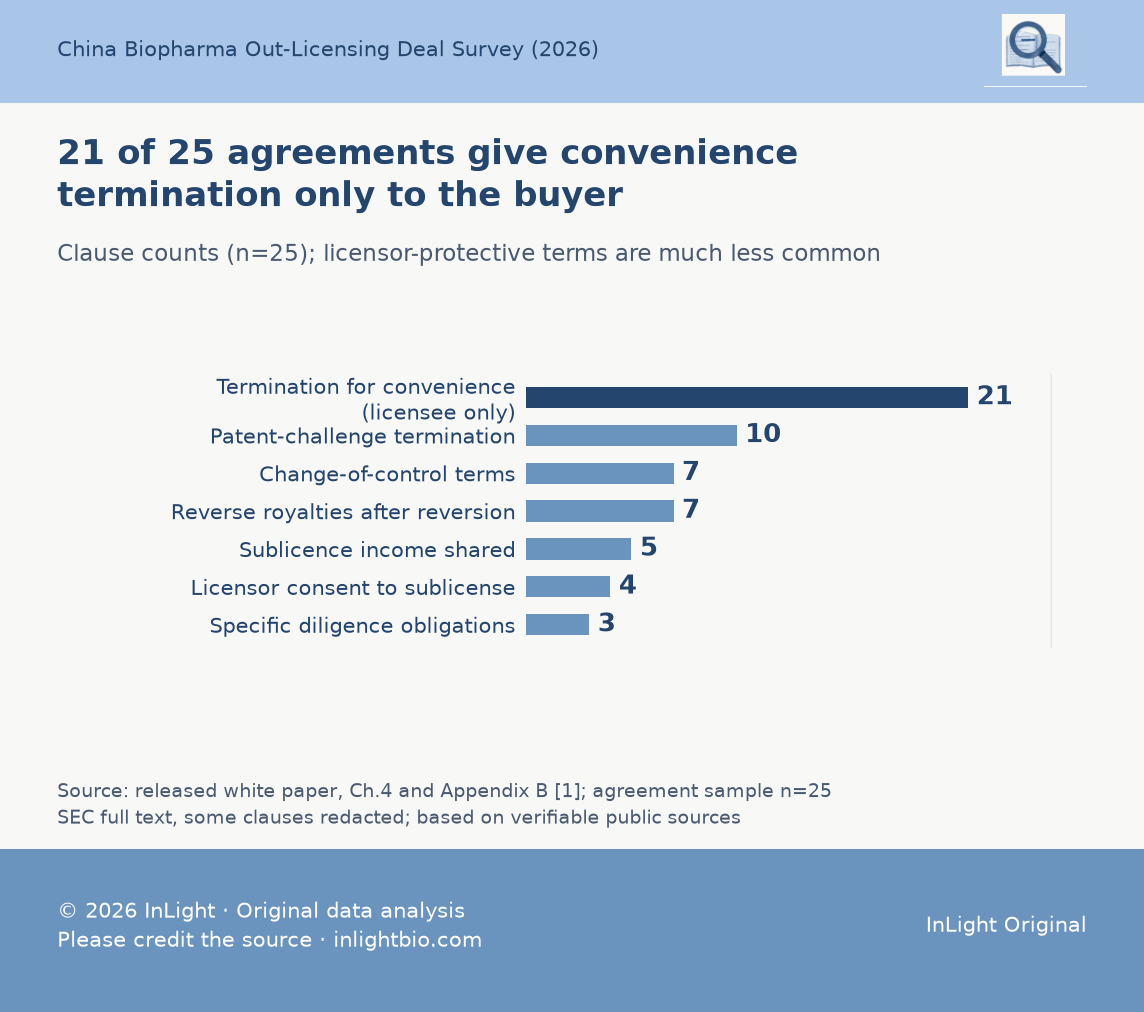 China Biopharma Out-Licensing Deal Survey (2026)
21 of 25 agreements give convenience
termination only to the buyer
Clause counts (n=25); licensor-protective terms are much less common
Termination for convenience
(licensee only)
21
Patent-challenge termination
10
Change-of-control terms
7
Reverse royalties after reversion
7
Sublicence income shared
5
Licensor consent to sublicense
4
Specific diligence obligations
3
Source: released white paper, Ch.4 and Appendix B [1]; agreement sample n=25
SEC full text, some clauses redacted; based on verifiable public sources
© 2026 InLight · Original data analysis
Please credit the source · inlightbio.com
InLight Original